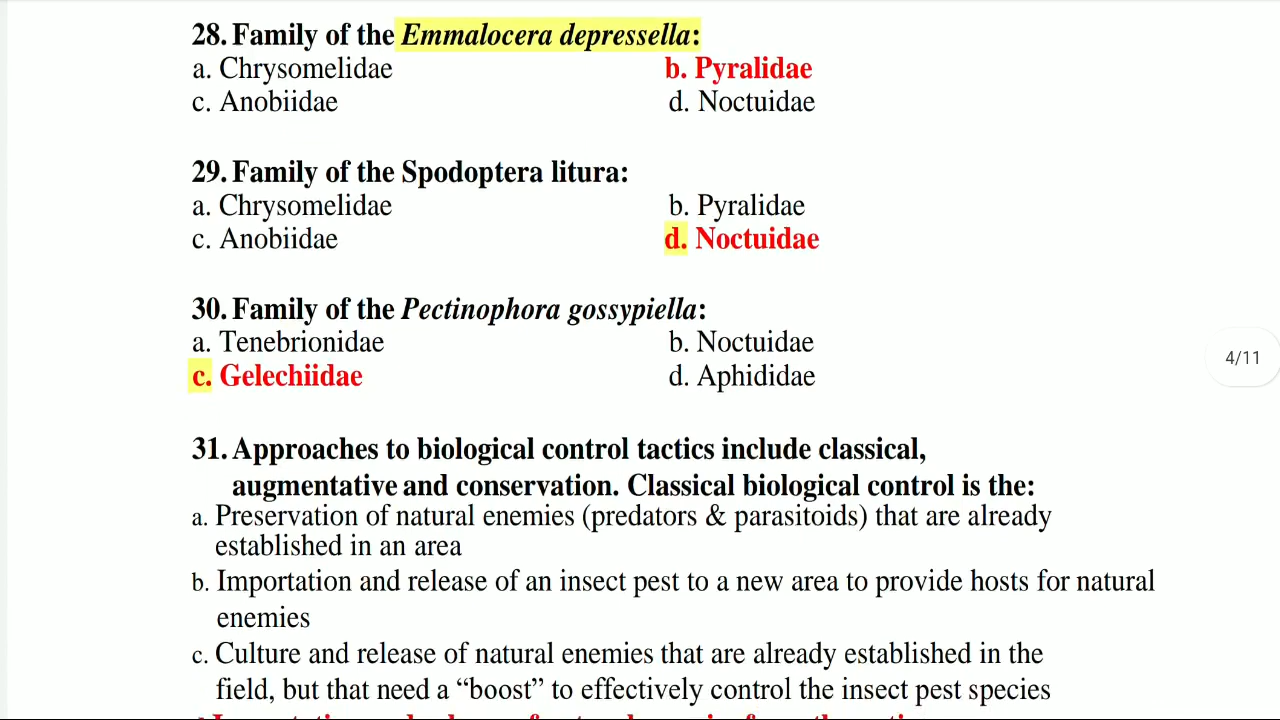 28. Family of the Emmalocera depressella:
a. Chrysomelidae b. Pyralidae
c. Anobiidae d. Noctuidae
29. Family of the Spodoptera litura:
a. Chrysomelidae b. Pyralidae
c. Anobiidae d. Noctuidae
30. Family of the Pectinophora gossypiella:
a. Tenebrionidae b. Noctuidae
4/11
c. Gelechiidae d. Aphididae
31. Approaches to biological control tactics include classical,
augmentative and conservation. Classical biological control is the:
a. Preservation of natural enemies (predators & parasitoids) that are already
established in an area
b. Importation and release of an insect pest to a new area to provide hosts for natural
enemies
c. Culture and release of natural enemies that are already established in the
field, but that need a “boost” to effectively control the insect pest species